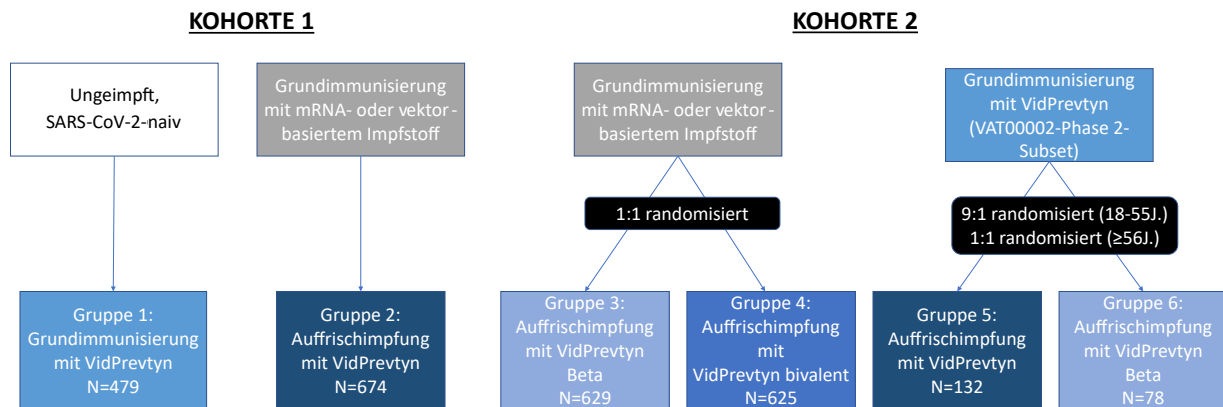 KOHORTE 1
KOHORTE 2
Ungeimpft,
SARS-CoV-2-naiv
Grundimmunisierung
mit mRNA- oder vektor-
basiertem Impfstoff
Grundimmunisierung
mit mRNA- oder vektor-
basiertem Impfstoff
Grundimmunisierung
mit VidPrevtyn
(VAT00002-Phase 2-
Subset)
1:1 randomisiert
9:1 randomisiert (18-55J.)
1:1 randomisiert (≥56J.)
Gruppe 1:
Grundimmunisierung
mit VidPrevtyn
N=479
Gruppe 2:
Auffrischimpfung
mit VidPrevtyn
N=674
Gruppe 3:
Auffrischimpfung
mit VidPrevtyn
Beta
N=629
Gruppe 4:
Auffrischimpfung
mit
VidPrevtyn bivalent
N=625
Gruppe 5:
Auffrischimpfung
mit VidPrevtyn
N=132
Gruppe 6:
Auffrischimpfung
mit VidPrevtyn
Beta
N=78